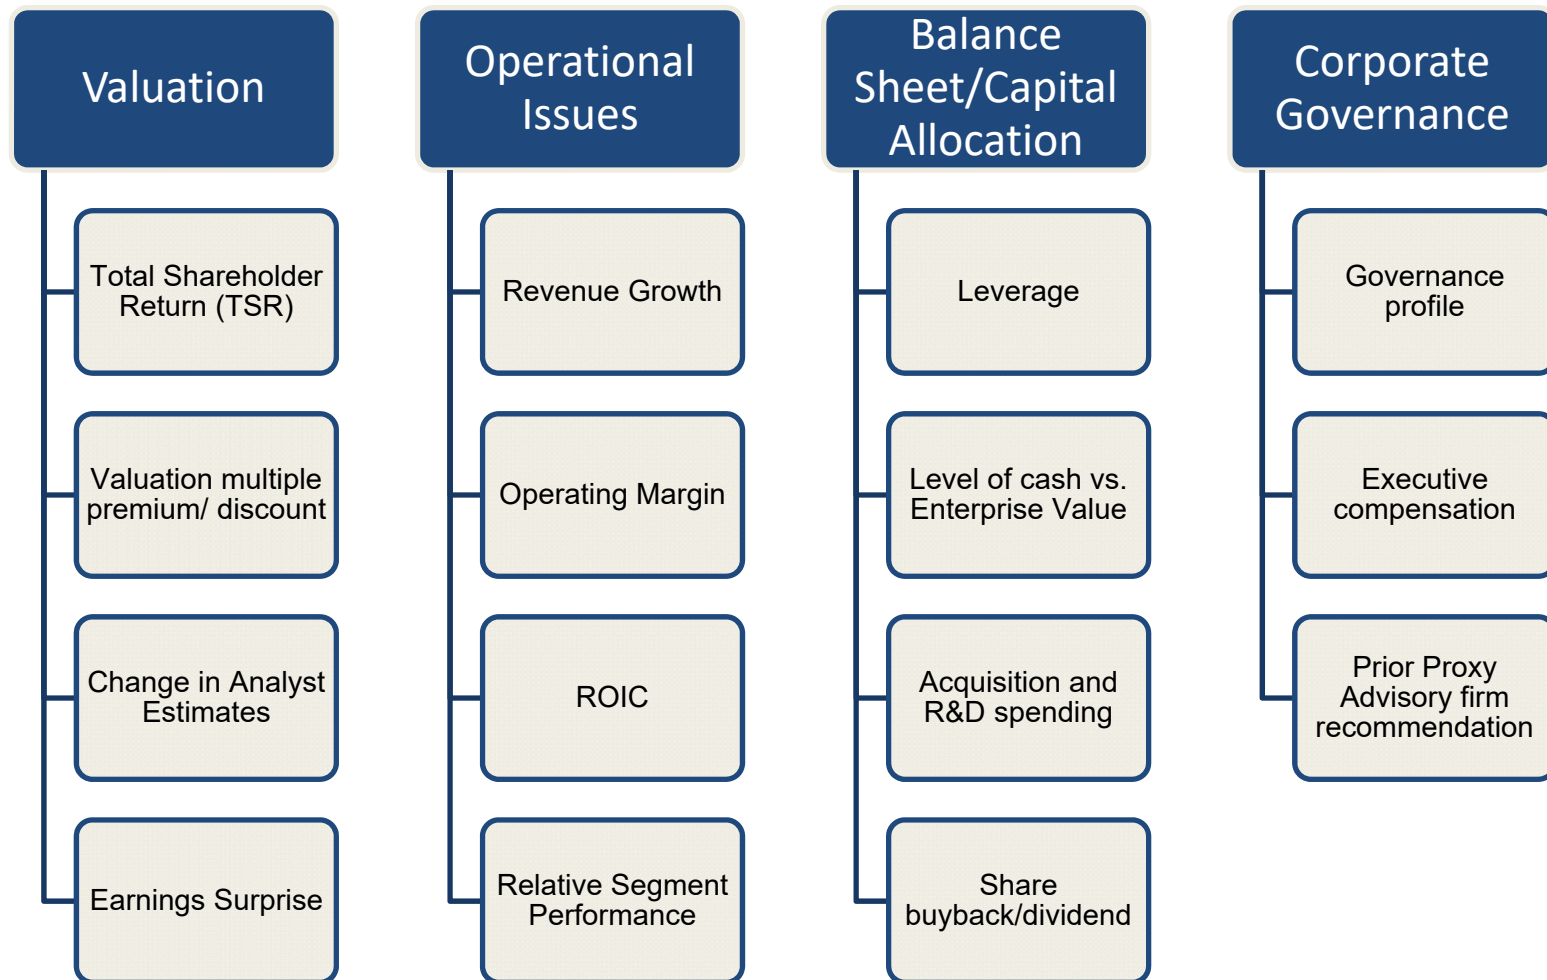 Valuation
Total Shareholder
Return (TSR)
Valuation multiple
premium/ discount
Change in Analyst
Estimates
Earnings Surprise
Operational
Issues
Revenue Growth
Operating Margin
ROIC
Relative Segment
Performance
Balance
Sheet/Capital
Allocation
Leverage
Level of cash vs.
Enterprise Value
Acquisition and
R&D spending
Share
buyback/dividend
Corporate
Governance
Governance
profile
Executive
compensation
Prior Proxy
Advisory firm
recommendation